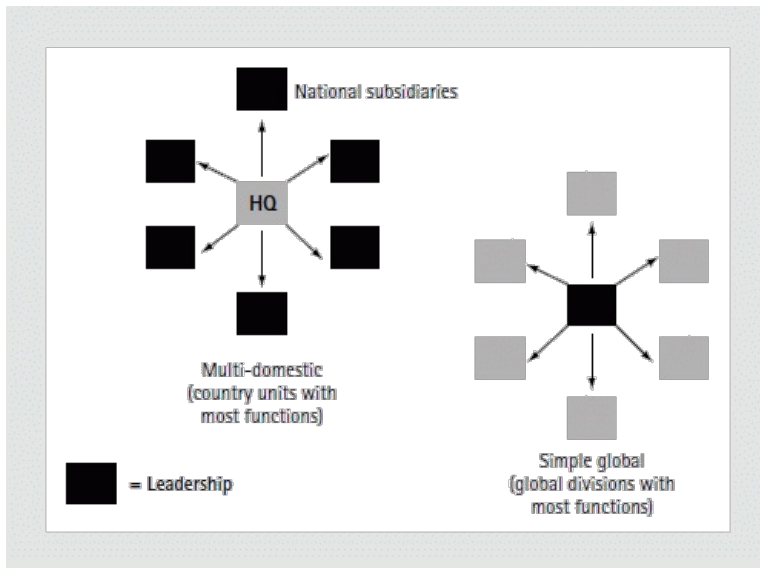 National subsidiaries
HQ
Multi-domestic
(country units with
most functions)
= Leadership
Simple global
(global divisions with
most functions)